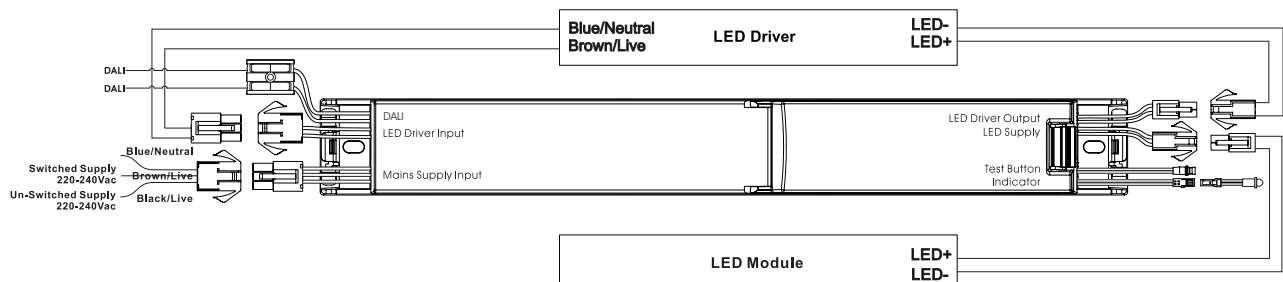 Blue/Neutral
Brown/Live
LED Driver
LED-
LED+
DALI
DALI
DALI
LED Driver Input
LED Driver Output
LED Supply
Blue/Neutral
Switched Supply
220-240Vac
Brown/Live
Un-Switched Supply
220-240Vac
Black/Live
Mains Supply Input
Test Button
Indicator
LED Module
LED+
LED-